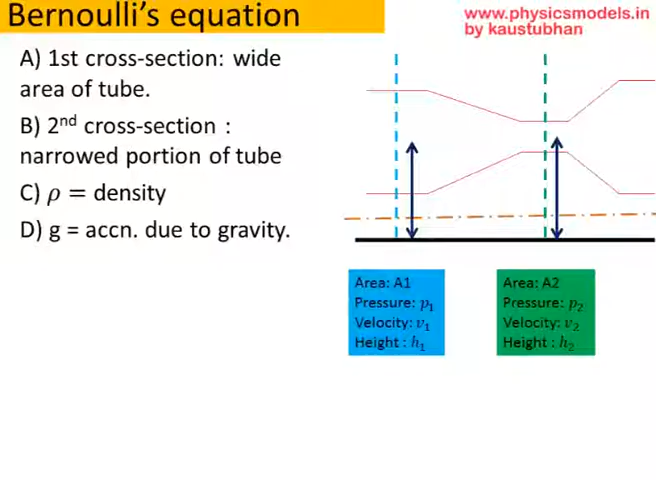 Bernoulli's equation
www.physicsmodels.in
by kaustubhan
A) 1st cross-section: wide
area of tube.
B) 2nd cross-section :
narrowed portion of tube
C) ρ = density
D) g = accn. due to gravity.
Area: A1
Pressure: p₁
Velocity: v₁
Height : h₁
Area: A2
Pressure: p₂
Velocity: v₂
Height : h₂